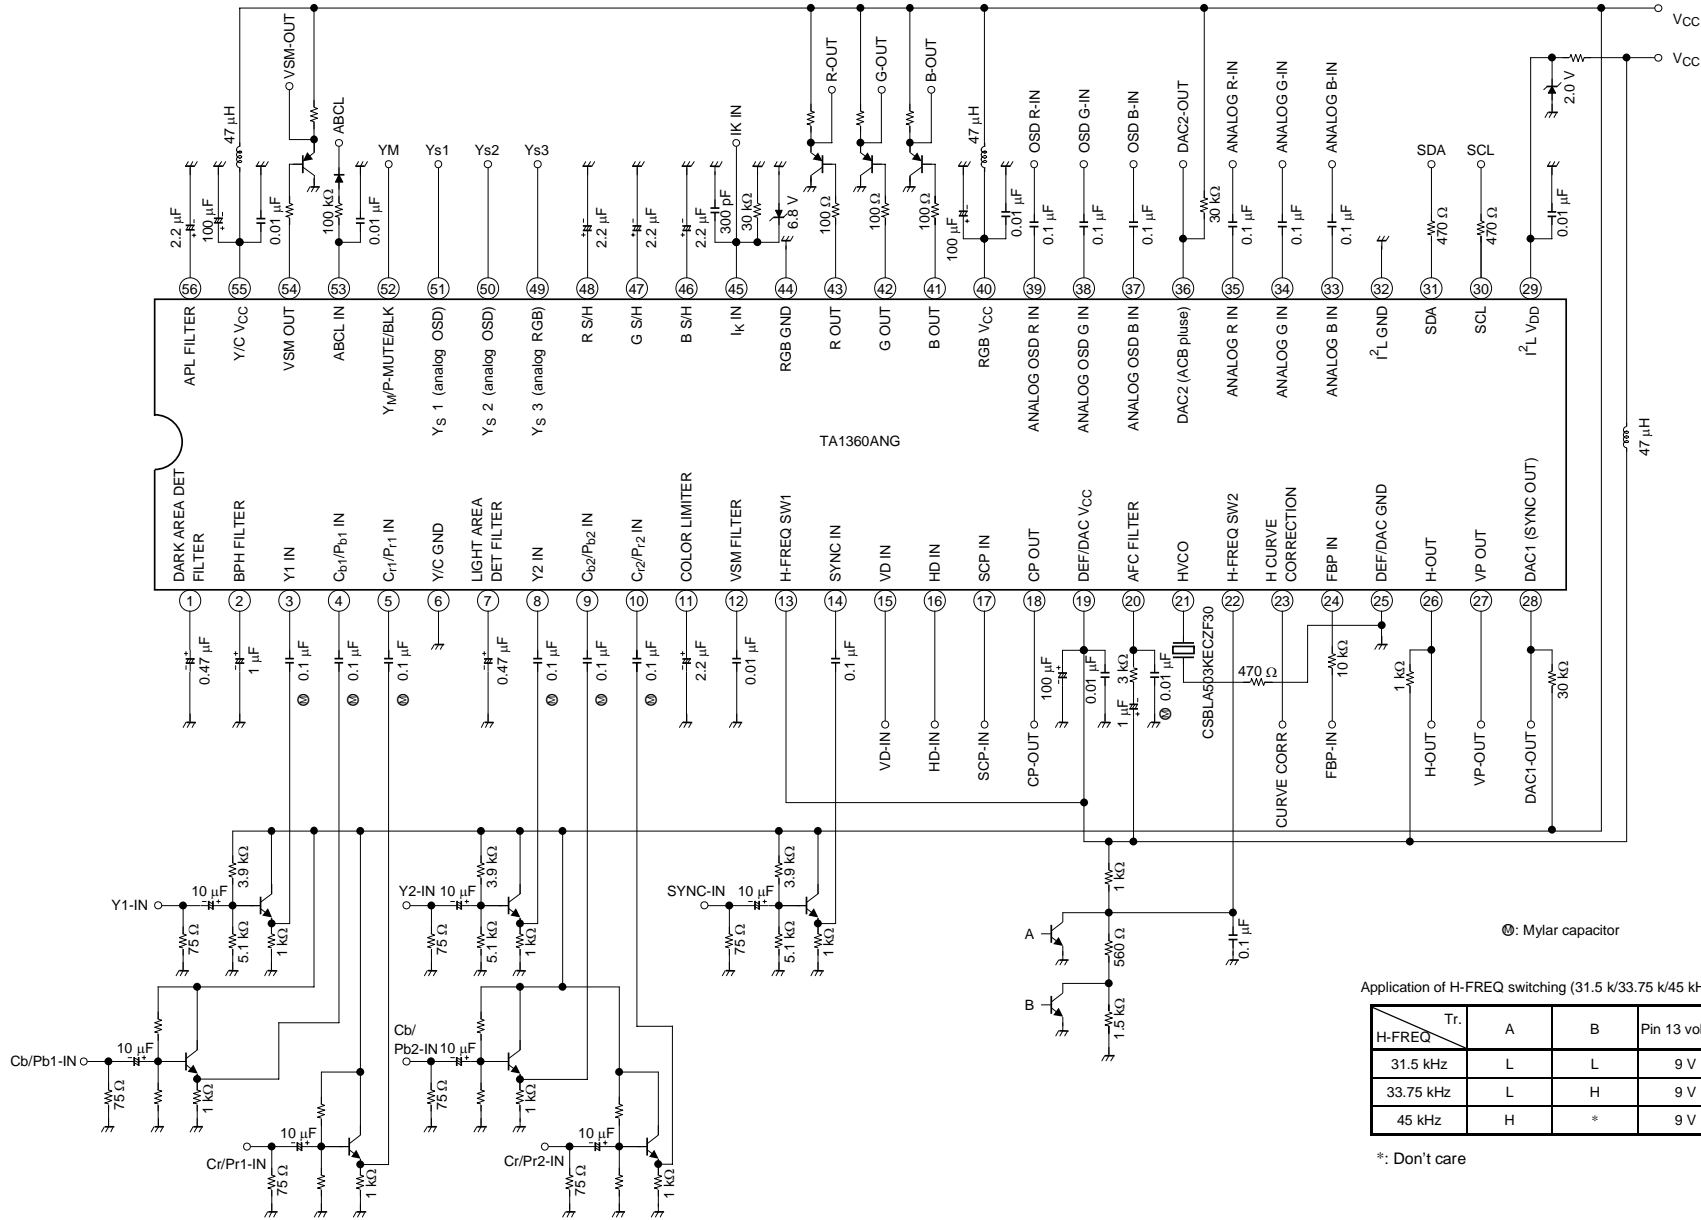 VCC
VCC
VSM-OUT
ABCL
IK IN
R-OUT
G-OUT
B-OUT
OSD R-IN
OSD G-IN
OSD B-IN
DAC2-OUT
ANALOG R-IN
ANALOG G-IN
ANALOG B-IN
2.0 V
47 μH
YM
Ys1
Ys2
Ys3
47 μH
SDA
SCL
2.2 μF
100 μF
0.01 μF
100 kΩ
0.01 μF
2.2 μF
2.2 μF
2.2 μF
300 pF
30 kΩ
6.8 V
100 Ω
100 Ω
100 Ω
100 μF
0.01 μF
0.1 μF
0.1 μF
0.1 μF
30 kΩ
0.1 μF
0.1 μF
0.1 μF
470 Ω
470 Ω
0.01 μF
56 55 54 53 52 51 50 49 48 47 46 45 44 43 42 41 40 39 38 37 36 35 34 33 32 31 30 29
APL FILTER
Y/C VCC
VSM OUT
ABCL IN
YM/P-MUTE/BLK
YS 1 (analog OSD)
YS 2 (analog OSD)
YS 3 (analog RGB)
R S/H
G S/H
B S/H
IK IN
RGB GND
R OUT
G OUT
B OUT
RGB VCC
ANALOG OSD R IN
ANALOG OSD G IN
ANALOG OSD B IN
DAC2 (ACB pluse)
ANALOG R IN
ANALOG G IN
ANALOG B IN
I2L GND
SDA
SCL
I2L VDD
TA1360ANG
47 μH
DARK AREA DET
FILTER
BPH FILTER
Y1 IN
Cb1/Pb1 IN
Cr1/Pr1 IN
Y/C GND
LIGHT AREA
DET FILTER
Y2 IN
Cb2/Pb2 IN
Cr2/Pr2 IN
COLOR LIMITER
VSM FILTER
H-FREQ SW1
SYNC IN
VD IN
HD IN
SCP IN
CP OUT
DEF/DAC VCC
AFC FILTER
HVCO
H-FREQ SW2
H CURVE
CORRECTION
FBP IN
DEF/DAC GND
H-OUT
VP OUT
DAC1 (SYNC OUT)
1 2 3 4 5 6 7 8 9 10 11 12 13 14 15 16 17 18 19 20 21 22 23 24 25 26 27 28
0.47 μF
1 μF
0.1 μF
Ⓜ
0.1 μF
Ⓜ
0.1 μF
Ⓜ
0.47 μF
0.1 μF
Ⓜ
0.1 μF
Ⓜ
0.1 μF
Ⓜ
2.2 μF
0.01 μF
0.1 μF
100 μF
0.01 μF
3 kΩ
1 μF
Ⓜ 0.01 μF
CSBLA503KECZF30
470 Ω
10 kΩ
1 kΩ
30 kΩ
VD-IN
HD-IN
SCP-IN
CP-OUT
CURVE CORR
FBP-IN
H-OUT
VP-OUT
DAC1-OUT
Y1-IN
10 μF
3.9 kΩ
75 Ω
5.1 kΩ
1 kΩ
Y2-IN
10 μF
3.9 kΩ
75 Ω
5.1 kΩ
1 kΩ
SYNC-IN
10 μF
3.9 kΩ
75 Ω
5.1 kΩ
1 kΩ
1 kΩ
A
560 Ω
0.1 μF
B
1.5 kΩ
Ⓜ: Mylar capacitor
Cb/Pb1-IN
10 μF
75 Ω
1 kΩ
Cb/
Pb2-IN
10 μF
75 Ω
1 kΩ
Cr/Pr1-IN
10 μF
75 Ω
1 kΩ
Cr/Pr2-IN
10 μF
75 Ω
1 kΩ
Application of H-FREQ switching (31.5 k/33.75 k/45 kH
Tr.
H-FREQ A B Pin 13 vol
31.5 kHz L L 9 V
33.75 kHz L H 9 V
45 kHz H * 9 V
*: Don't care